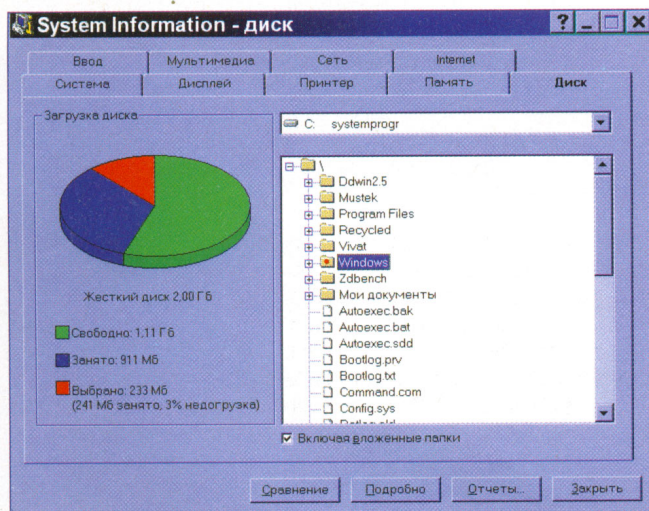 System Information - диск
Ввод Мультимедиа Сеть Internet
Система Дисплей Принтер Память Диск
Загрузка диска
C: systemprogr
\
Ddwin2.5
Mustek
Program Files
Recycled
Vivat
Windows
Zdbench
Мои документы
Autoexec.bak
Autoexec.bat
Autoexec.sdd
Bootlog.prv
Bootlog.txt
Command.com
Config.sys
Жесткий диск 2,00 Гб
Свободно: 1,11 Гб
Занято: 911 Мб
Выбрано: 233 Мб
(241 Мб занято, 3% недогрузка)
Включая вложенные папки
Сравнение Подробно Отчеты... Закрыть